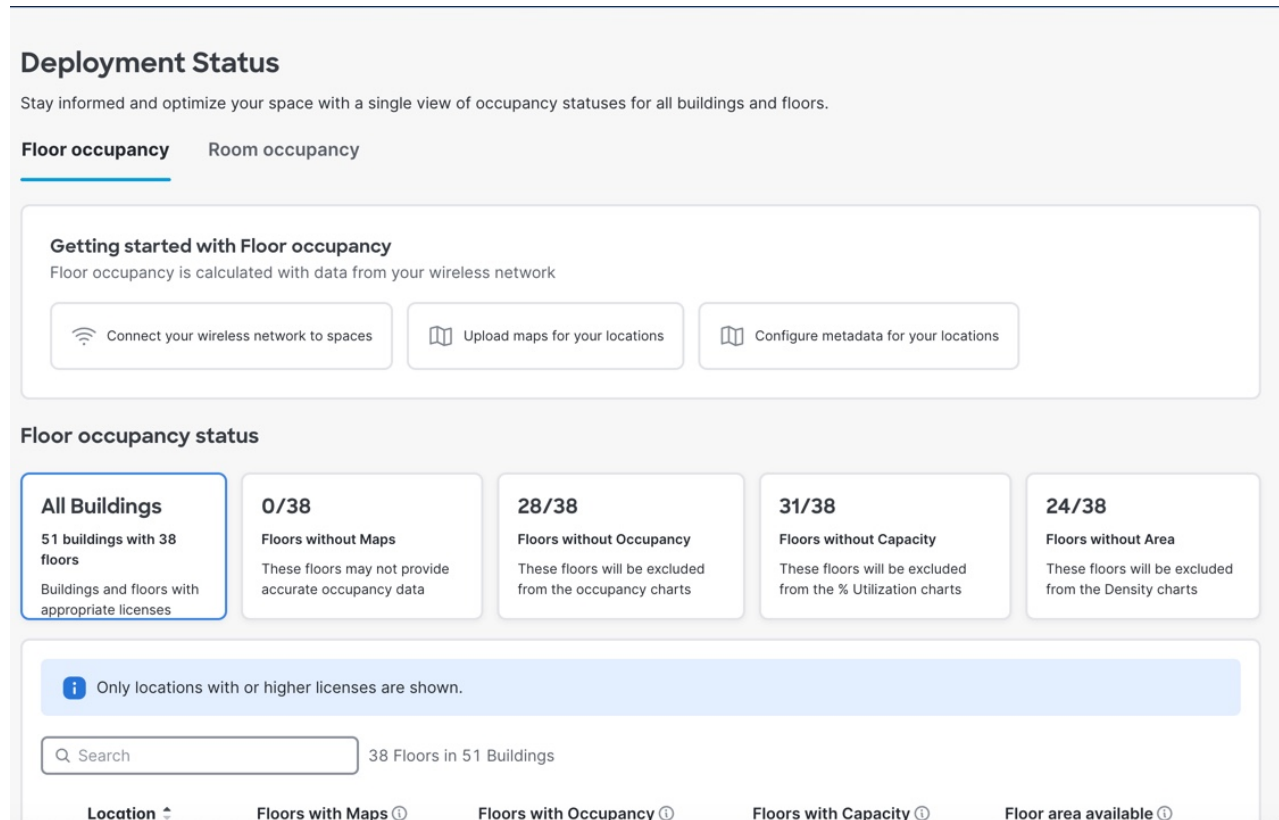 Deployment Status
Stay informed and optimize your space with a single view of occupancy statuses for all buildings and floors.
Floor occupancy Room occupancy
Getting started with Floor occupancy
Floor occupancy is calculated with data from your wireless network
Connect your wireless network to spaces
Upload maps for your locations
Configure metadata for your locations
Floor occupancy status
All Buildings
51 buildings with 38
floors
Buildings and floors with
appropriate licenses
0/38
Floors without Maps
These floors may not provide
accurate occupancy data
28/38
Floors without Occupancy
These floors will be excluded
from the occupancy charts
31/38
Floors without Capacity
These floors will be excluded
from the % Utilization charts
24/38
Floors without Area
These floors will be excluded
from the Density charts
Only locations with or higher licenses are shown.
Search
38 Floors in 51 Buildings
Location Floors with Maps Floors with Occupancy Floors with Capacity Floor area available